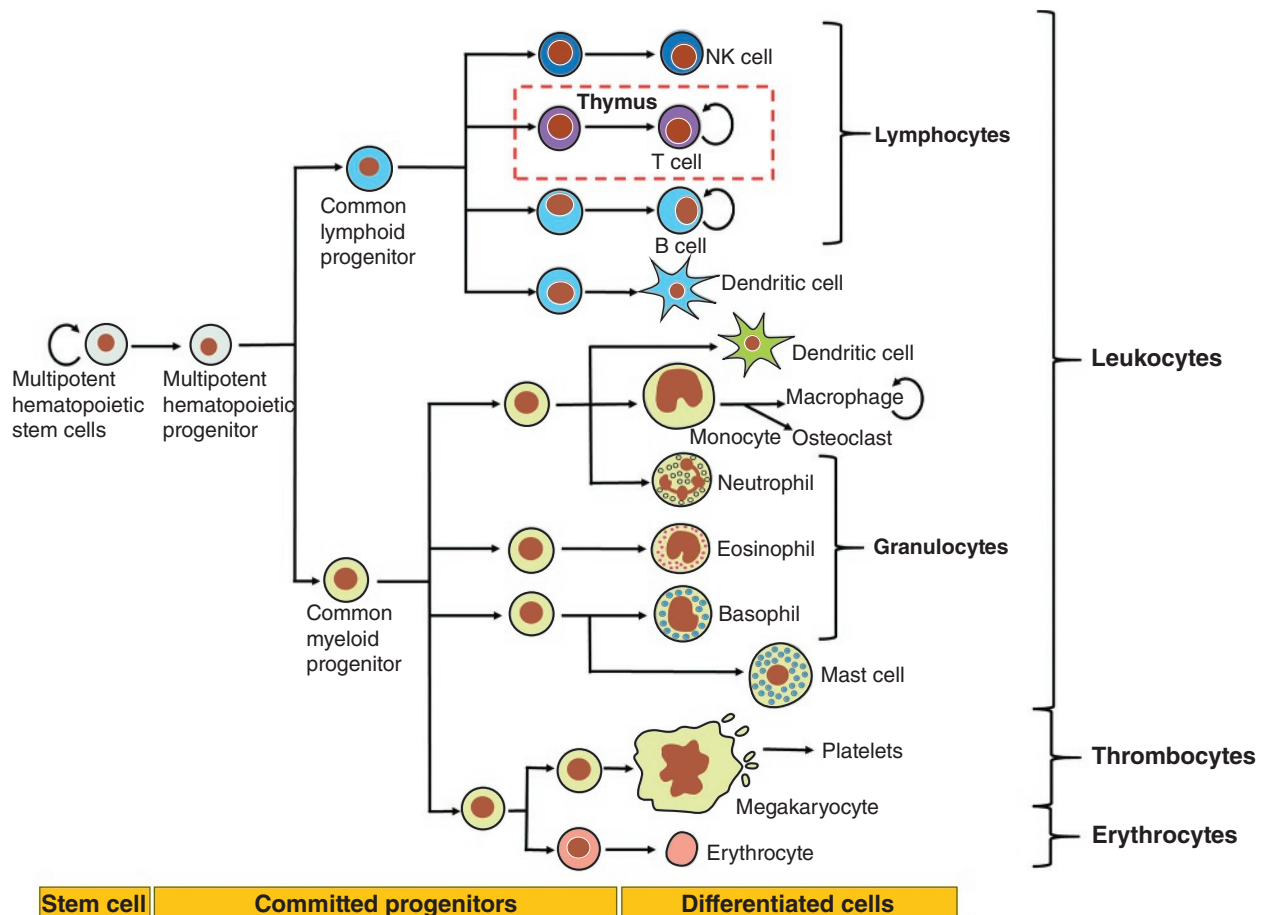 NK cell
Thymus
T cell
Lymphocytes
Common
lymphoid
progenitor
B cell
Dendritic cell
Multipotent
hematopoietic
stem cells
Multipotent
hematopoietic
progenitor
Dendritic cell
Leukocytes
Macrophage
Monocyte
Osteoclast
Neutrophil
Eosinophil
Granulocytes
Common
myeloid
progenitor
Basophil
Mast cell
Platelets
Thrombocytes
Megakaryocyte
Erythrocytes
Erythrocyte
Stem cell
Committed progenitors
Differentiated cells